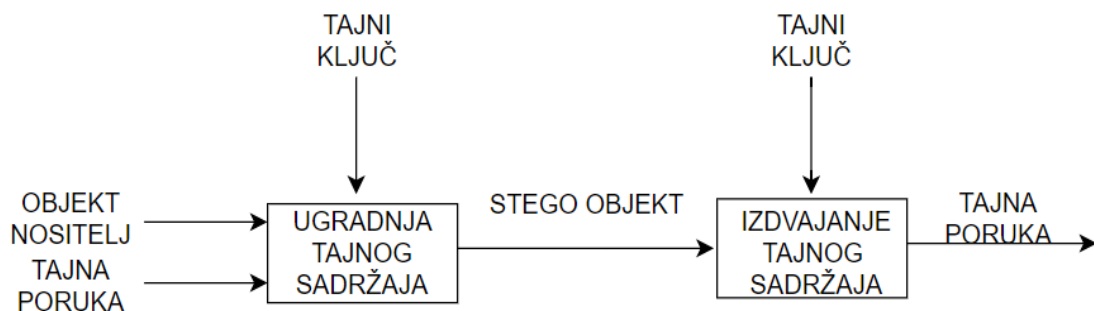 TAJNI
KLJUČ
TAJNI
KLJUČ
OBJEKT
NOSITELJ
TAJNA
PORUKA
UGRADNJA
TAJNOG
SADRŽAJA
STEGO OBJEKT
IZDVAJANJE
TAJNOG
SADRŽAJA
TAJNA
PORUKA